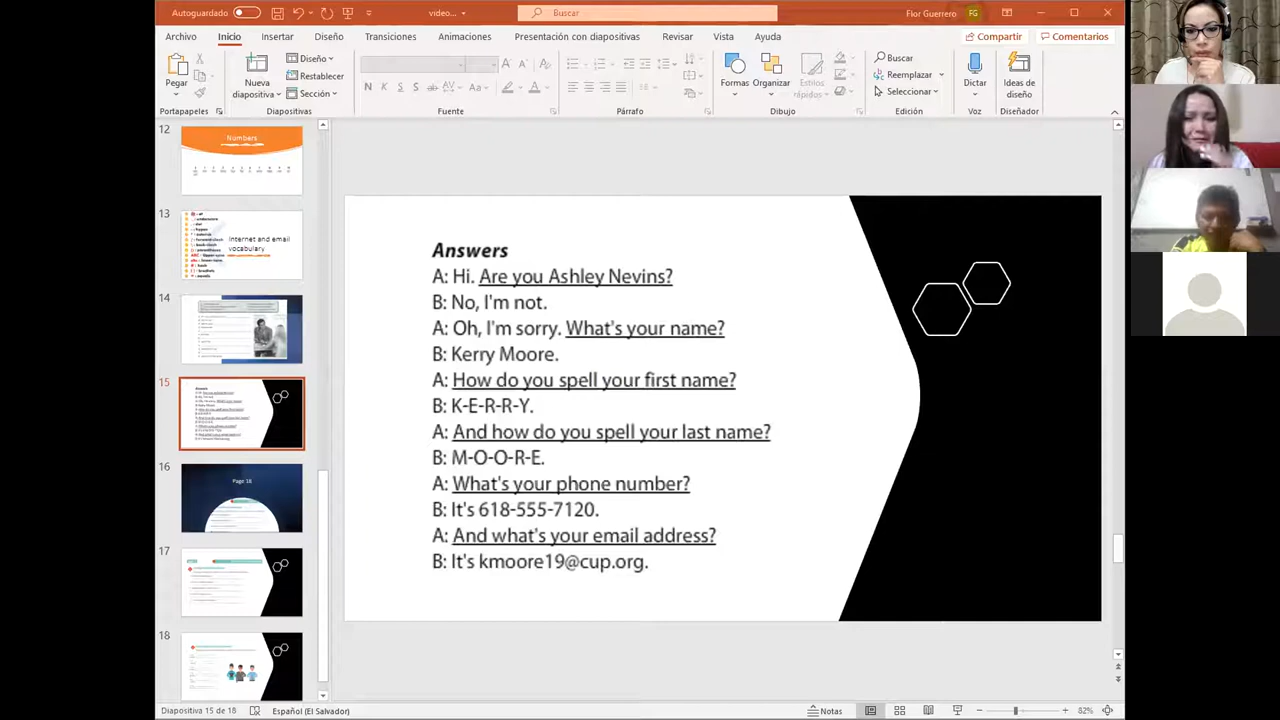 Autoguardado
video...
Buscar
Flor Guerrero
FG
Archivo
Inicio
Insertar
Diseño
Transiciones
Animaciones
Presentación con diapositivas
Revisar
Vista
Ayuda
Compartir
Comentarios
Pegar
Nueva diapositiva
Diseño
Restablecer
Sección
N K S S ab AV Aa A
Formas
Organizar
Estilos rápidos
Buscar
Reemplazar
Seleccionar
Dictar
Ideas de diseño
Portapapeles
Diapositivas
Fuente
Párrafo
Dibujo
Edición
Voz
Diseñador
12
Numbers
13
Internet and email
vocabulary
14
15
16
Page 18
17
18
Answers
A: Hi. Are you Ashley Nevins?
B: No, I'm not.
A: Oh, I'm sorry. What's your name?
B: Kerry Moore.
A: How do you spell your first name?
B: K-E-R-R-Y.
A: And how do you spell your last name?
B: M-O-O-R-E.
A: What's your phone number?
B: It's 618-555-7120.
A: And what's your email address?
B: It's kmoore19@cup.org.
Diapositiva 15 de 18
Español (El Salvador)
Notas
82%